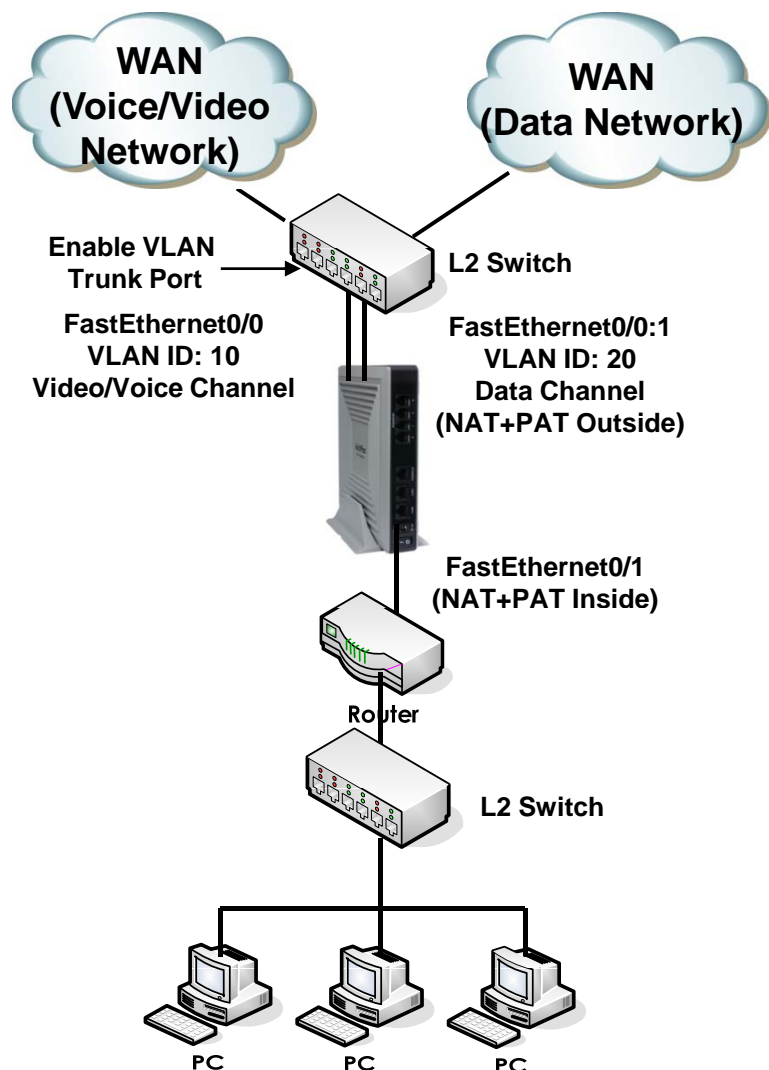 WAN
(Voice/Video
Network)
WAN
(Data Network)
Enable VLAN
Trunk Port
L2 Switch
FastEthernet0/0
VLAN ID: 10
Video/Voice Channel
FastEthernet0/0:1
VLAN ID: 20
Data Channel
(NAT+PAT Outside)
FastEthernet0/1
(NAT+PAT Inside)
Router
L2 Switch
PC
PC
PC